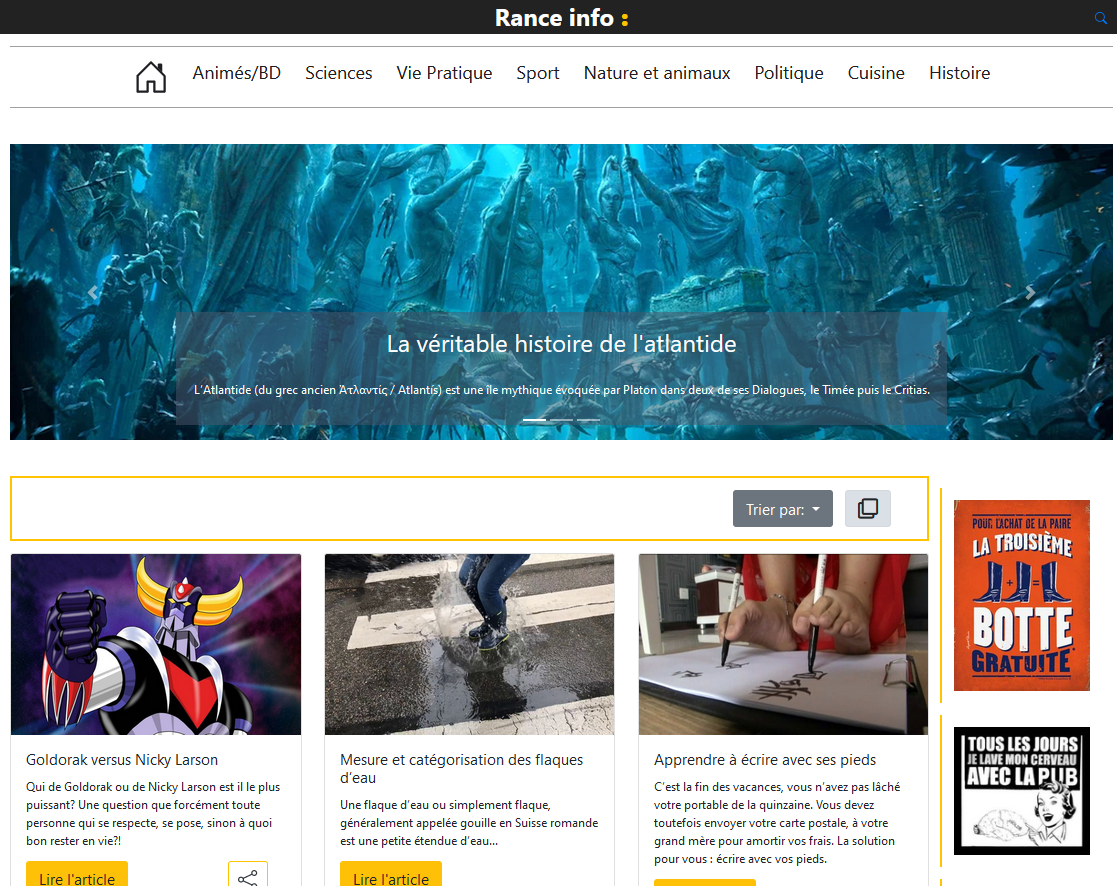 Rance info :
Animés/BD Sciences Vie Pratique Sport Nature et animaux Politique Cuisine Histoire
La véritable histoire de l'atlantide
L’Atlantide (du grec ancien Ἀτλαντίς / Atlantís) est une île mythique évoquée par Platon dans deux de ses Dialogues, le Timée puis le Critias.
Trier par:
Goldorak versus Nicky Larson
Qui de Goldorak ou de Nicky Larson est il le plus
puissant? Une question que forcément toute
personne qui se respecte, se pose, sinon à quoi
bon rester en vie?!
Lire l'article
Mesure et catégorisation des flaques
d’eau
Une flaque d’eau ou simplement flaque,
généralement appelée gouille en Suisse romande
est une petite étendue d’eau...
Lire l'article
Apprendre à écrire avec ses pieds
C’est la fin des vacances, vous n’avez pas lâché
votre portable de la quinzaine. Vous devez
toutefois envoyer votre carte postale, à votre
grand mère pour amortir vos frais. La solution
pour vous : écrire avec vos pieds.
POUR L'ACHAT DE LA PAIRE
LA TROISIÈME
+ =
BOTTE
GRATUITE*
TOUS LES JOURS
JE LAVE MON CERVEAU
AVEC LA PUB